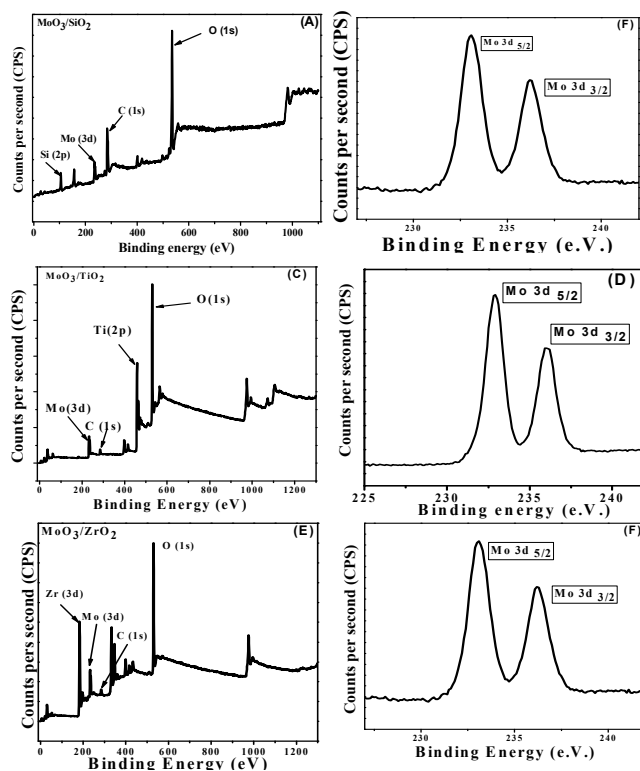 MoO3/SiO2
(A)
O (1s)
C (1s)
Mo (3d)
Si (2p)
Counts per second (CPS)
0 200 400 600 800 1000
Binding energy (eV)
(F)
Mo 3d 5/2
Mo 3d 3/2
Counts per second (CPS)
230 235 240
Binding Energy (e.V.)
MoO3/TiO2
(C)
O (1s)
Ti(2p)
Mo(3d)
C (1s)
Counts per second (CPS)
0 200 400 600 800 1000 1200
Binding Energy (eV)
(D)
Mo 3d 5/2
Mo 3d 3/2
Counts per second (CPS)
225 230 235 240
Binding Energy (e.V.)
MoO3/ZrO2
(E)
O (1s)
Zr (3d)
Mo (3d)
C (1s)
Counts pers second (CPS)
0 200 400 600 800 1000 1200
Binding Energy (eV)
(F)
Mo 3d 5/2
Mo 3d 3/2
Counts per second (CPS)
230 235 240
Binding Energy (e.V.)